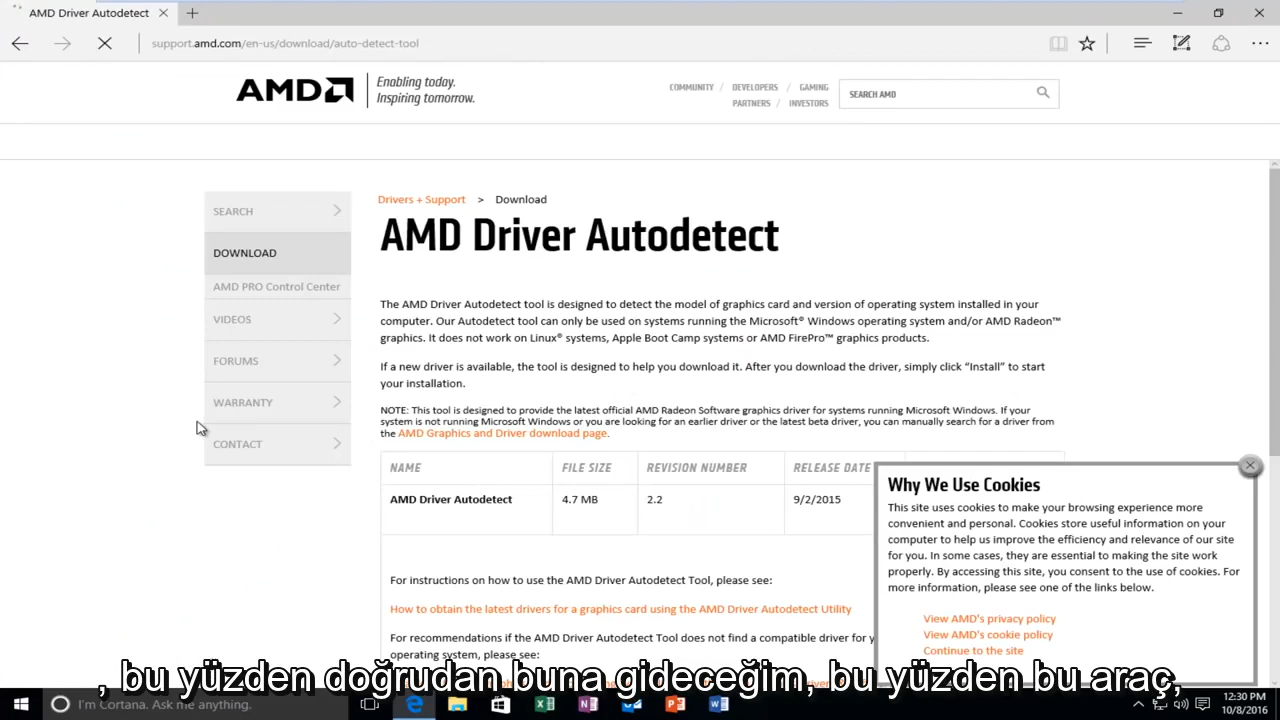 AMD Driver Autodetect
support.amd.com/en-us/download/auto-detect-tool
AMD
Enabling today.
Inspiring tomorrow.
COMMUNITY / DEVELOPERS / GAMING
PARTNERS / INVESTORS
SEARCH AMD
SEARCH
DOWNLOAD
AMD PRO Control Center
VIDEOS
FORUMS
WARRANTY
CONTACT
Drivers + Support > Download
AMD Driver Autodetect
The AMD Driver Autodetect tool is designed to detect the model of graphics card and version of operating system installed in your
computer. Our Autodetect tool can only be used on systems running the Microsoft® Windows operating system and/or AMD Radeon™
graphics. It does not work on Linux® systems, Apple Boot Camp systems or AMD FirePro™ graphics products.
If a new driver is available, the tool is designed to help you download it. After you download the driver, simply click “Install” to start
your installation.
NOTE: This tool is designed to provide the latest official AMD Radeon Software graphics driver for systems running Microsoft Windows. If your
system is not running Microsoft Windows or you are looking for an earlier driver or the latest beta driver, you can manually search for a driver from
the AMD Graphics and Driver download page.
NAME FILE SIZE REVISION NUMBER RELEASE DATE
AMD Driver Autodetect 4.7 MB 2.2 9/2/2015
For instructions on how to use the AMD Driver Autodetect Tool, please see:
How to obtain the latest drivers for a graphics card using the AMD Driver Autodetect Utility
For recommendations if the AMD Driver Autodetect Tool does not find a compatible driver for
operating system, please see:
Why We Use Cookies
This site uses cookies to make your browsing experience more
convenient and personal. Cookies store useful information on your
computer to help us improve the efficiency and relevance of our site
for you. In some cases, they are essential to making the site work
properly. By accessing this site, you consent to the use of cookies. For
more information, please see one of the links below.
View AMD's privacy policy
View AMD's cookie policy
Continue to the site
, bu yüzden doğrudan buna gideceğim, bu yüzden bu araç,
I'm Cortana. Ask me anything.
12:30 PM
10/8/2016